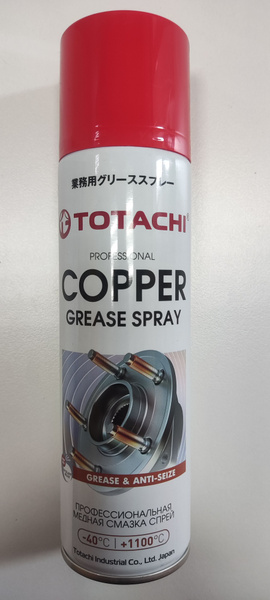 業務用グリーススプレー
TOTACHI®
PROFESSIONAL
COPPER
GREASE SPRAY
GREASE & ANTI-SEIZE
ПРОФЕССИОНАЛЬНАЯ
МЕДНАЯ СМАЗКА СПРЕЙ
-40°C | +1100°C
Totachi Industrial Co., Ltd. Japan